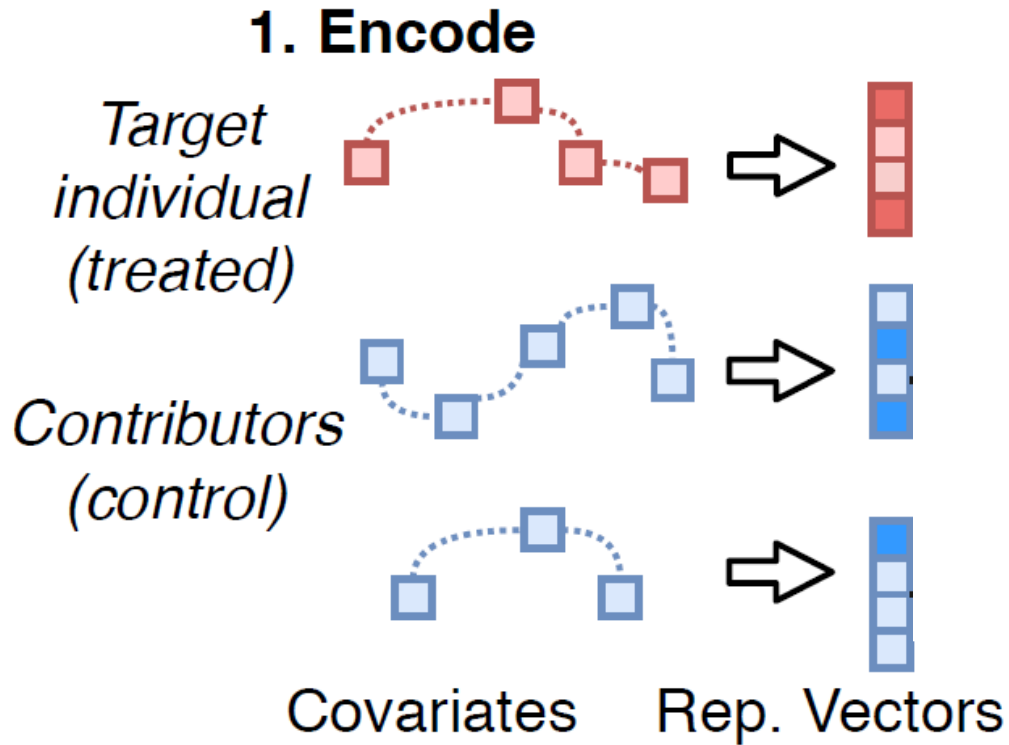 1. Encode
Target
individual
(treated)
Contributors
(control)
Covariates
Rep. Vectors